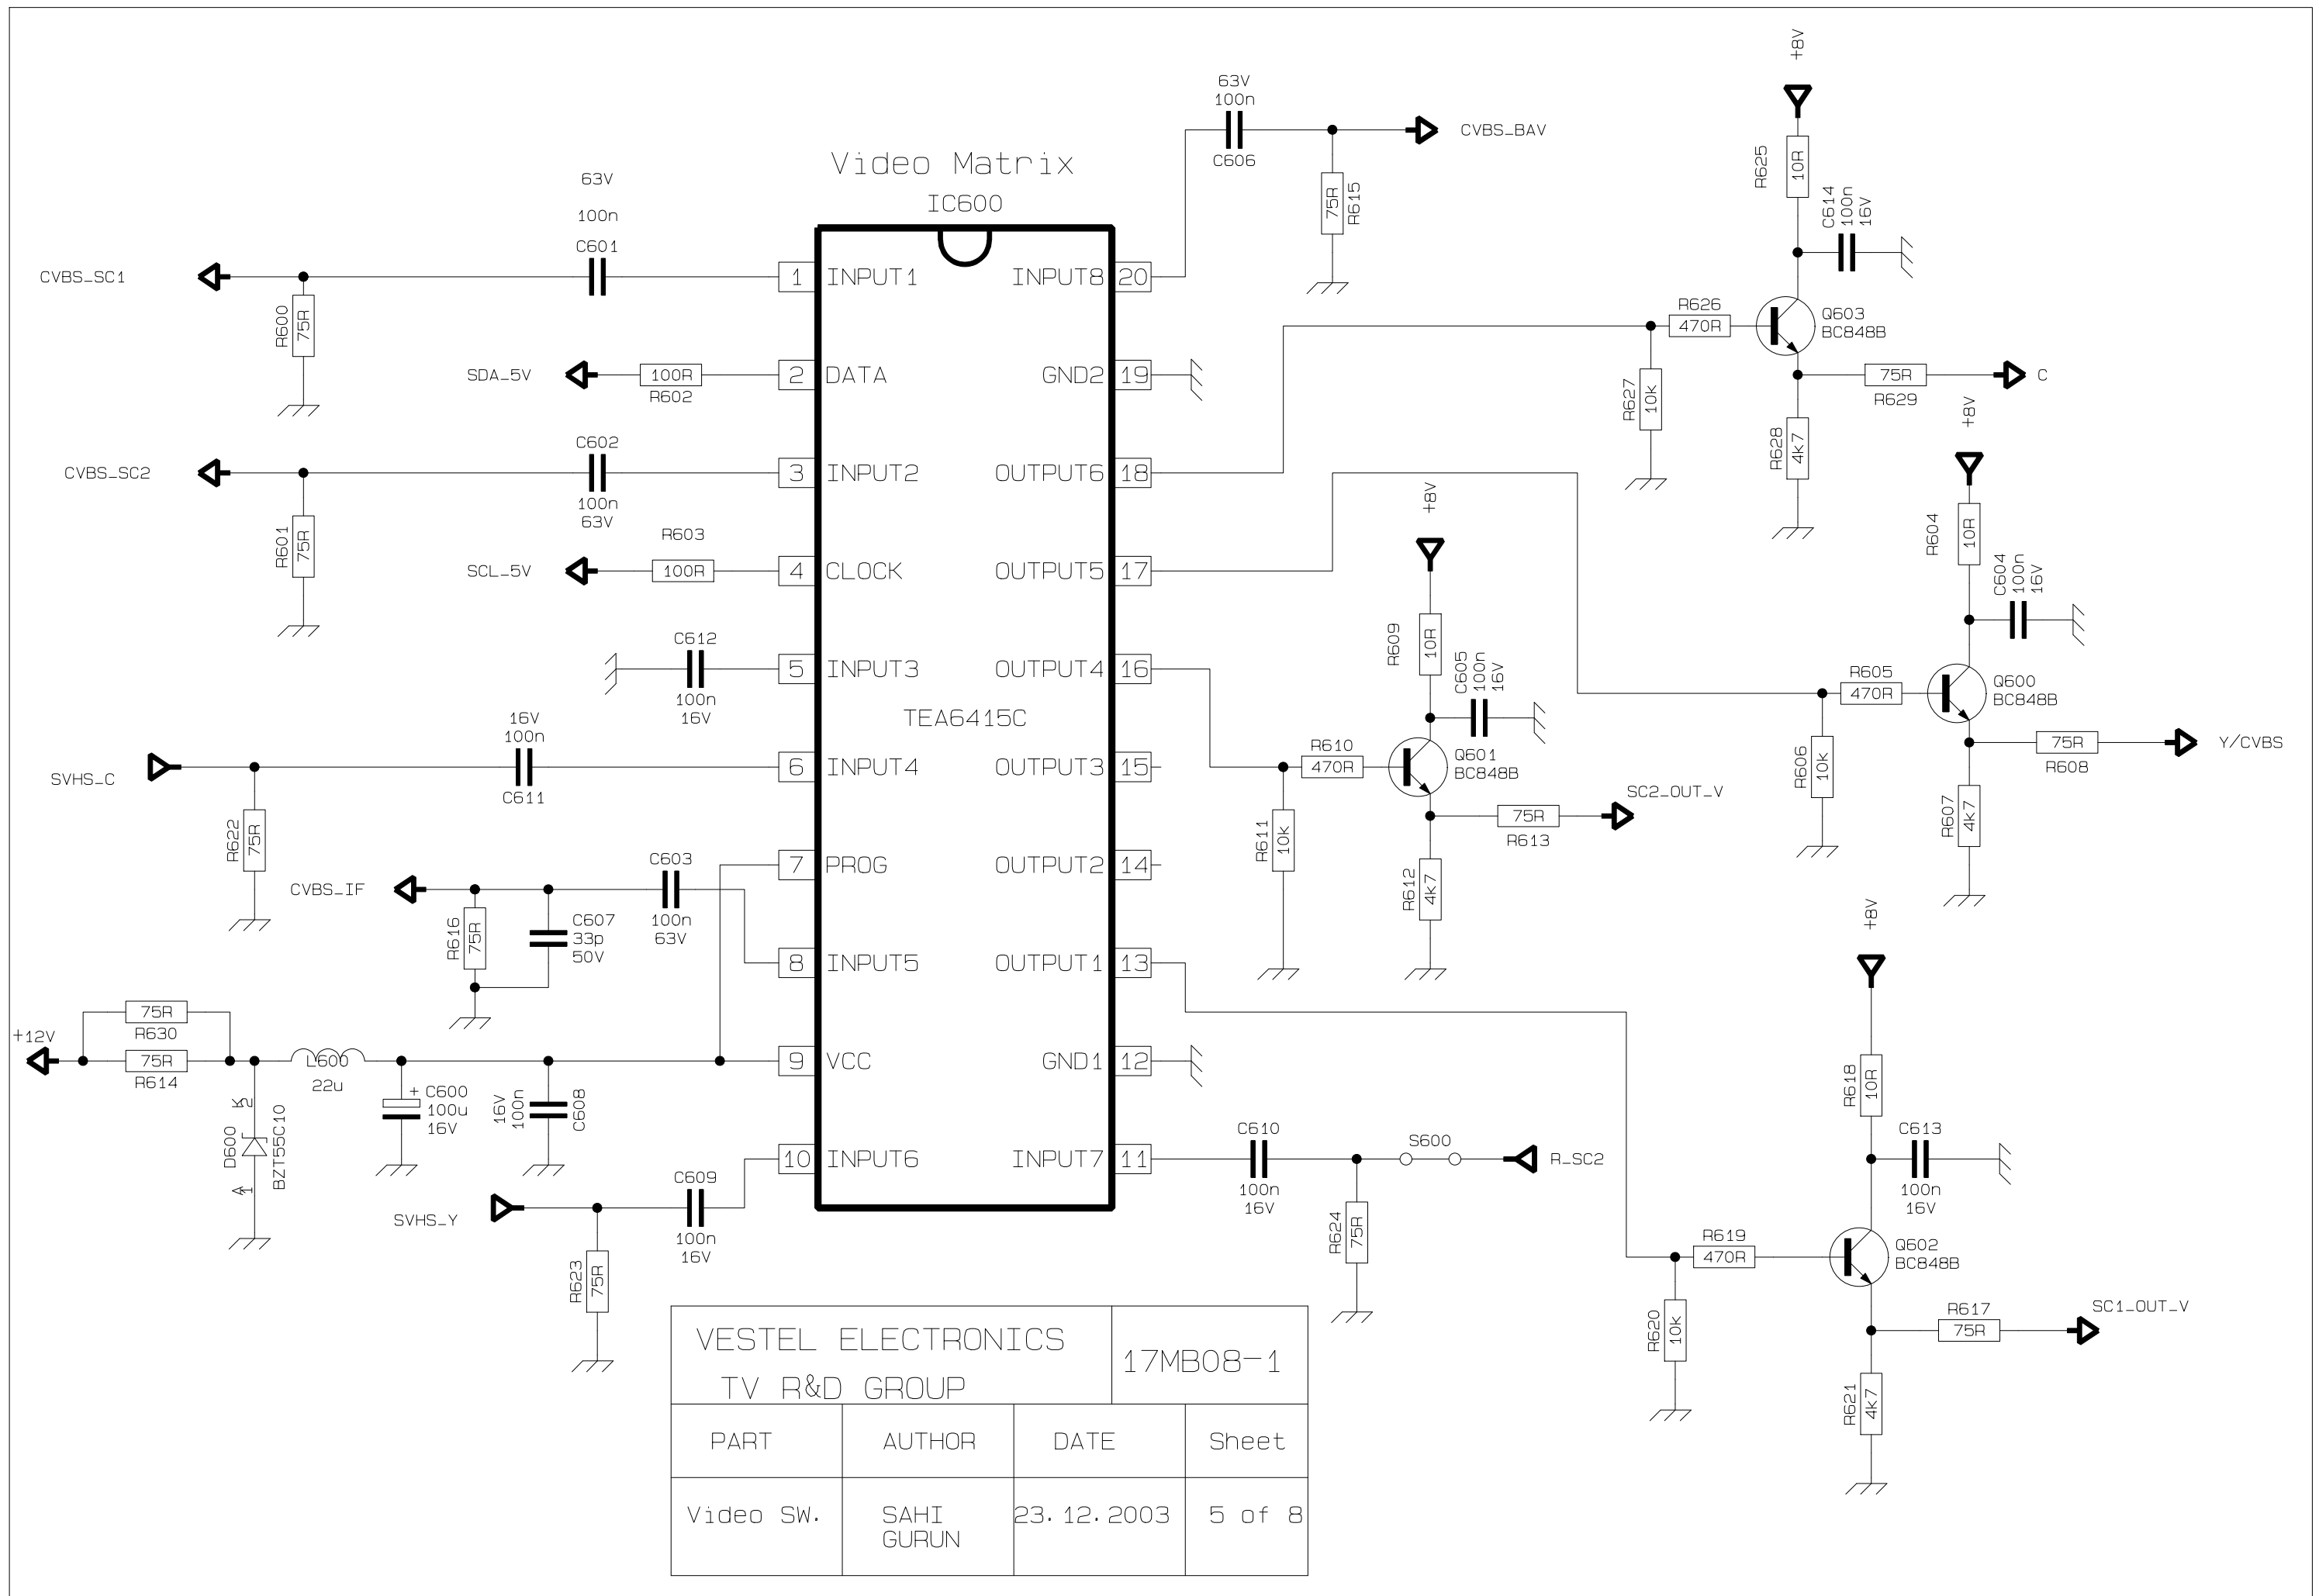 Video Matrix
IC600
TEA6415C
1 INPUT1
2 DATA
3 INPUT2
4 CLOCK
5 INPUT3
6 INPUT4
7 PROG
8 INPUT5
9 VCC
10 INPUT6
INPUT8 20
GND2 19
OUTPUT6 18
OUTPUT5 17
OUTPUT4 16
OUTPUT3 15
OUTPUT2 14
OUTPUT1 13
GND1 12
INPUT7 11
CVBS_SC1
R600
75R
63V
100n
C601
SDA_5V
100R
R602
CVBS_SC2
R601
75R
C602
100n
63V
SCL_5V
R603
100R
C612
100n
16V
SVHS_C
R622
75R
16V
100n
C611
CVBS_IF
R616
75R
C607
33p
50V
C603
100n
63V
+12V
75R
R630
75R
R614
K
2
D600
BZT55C10
A
1
L600
22u
+
C600
100u
16V
16V
100n
C608
SVHS_Y
R623
75R
C609
100n
16V
63V
100n
C606
75R
R615
CVBS_BAV
+8V
R625
10R
C614
100n
16V
R626
470R
Q603
BC848B
R627
10k
R628
4k7
75R
R629
C
+8V
R604
10R
C604
100n
16V
R605
470R
Q600
BC848B
R606
10k
R607
4k7
75R
R608
Y/CVBS
+8V
R609
10R
C605
100n
16V
R610
470R
Q601
BC848B
R611
10k
R612
4k7
75R
R613
SC2_OUT_V
+8V
R618
10R
C613
100n
16V
R619
470R
Q602
BC848B
R620
10k
R621
4k7
R617
75R
SC1_OUT_V
C610
100n
16V
R624
75R
S600
R_SC2
VESTEL ELECTRONICS
TV R&D GROUP
17MB08-1
PART AUTHOR DATE Sheet
Video SW. SAHI GURUN 23.12.2003 5 of 8